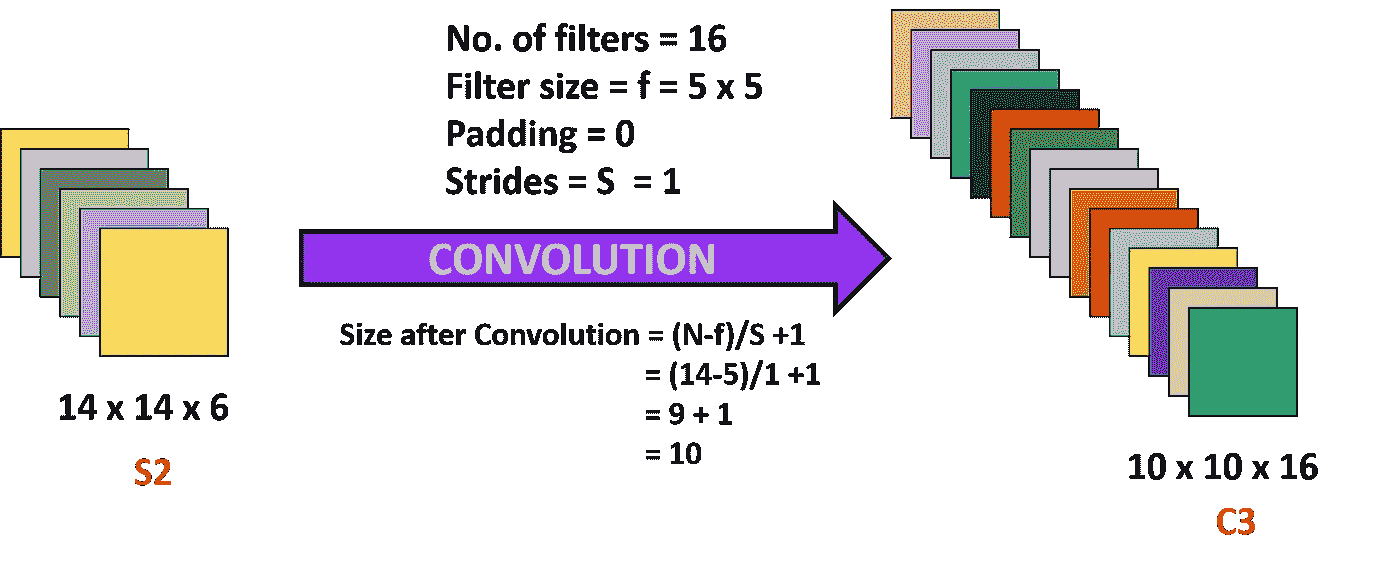 No. of filters = 16
Filter size = f = 5 x 5
Padding = 0
Strides = S = 1
CONVOLUTION
Size after Convolution = (N-f)/S +1
= (14-5)/1 +1
= 9 + 1
= 10
14 x 14 x 6
S2
10 x 10 x 16
C3